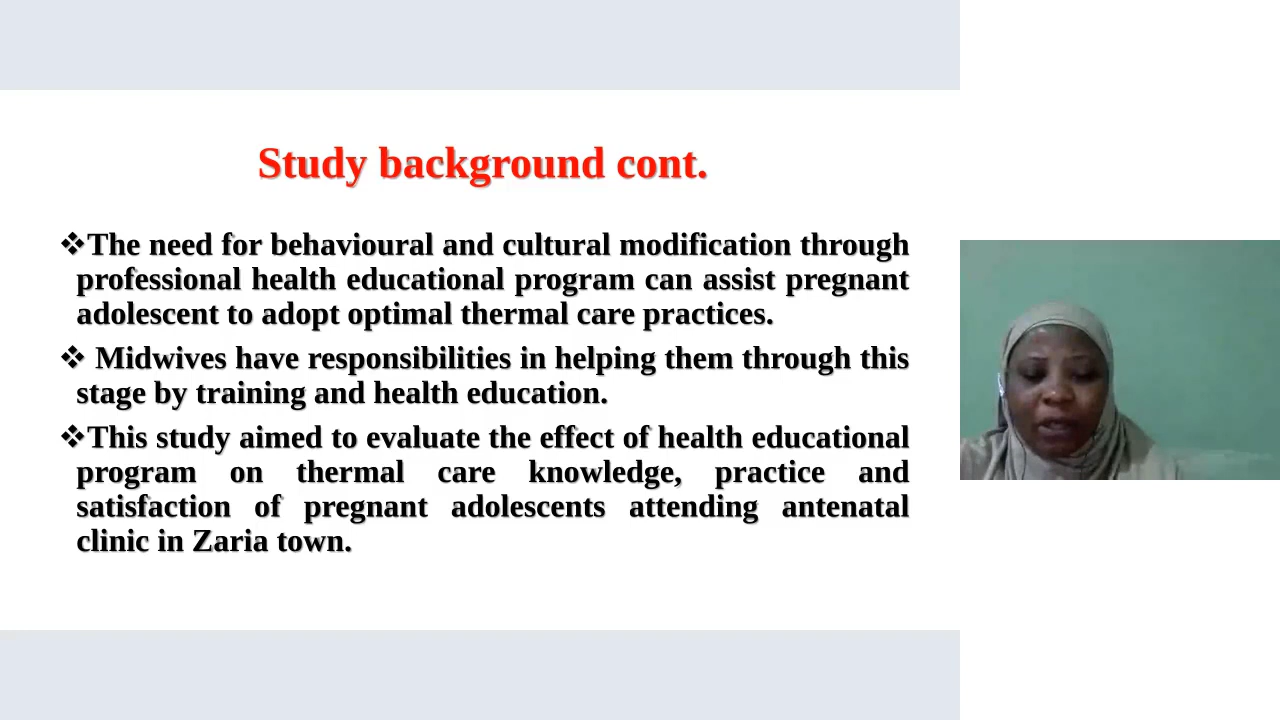 Study background cont.
❖The need for behavioural and cultural modification through
professional health educational program can assist pregnant
adolescent to adopt optimal thermal care practices.
❖ Midwives have responsibilities in helping them through this
stage by training and health education.
❖This study aimed to evaluate the effect of health educational
program on thermal care knowledge, practice and
satisfaction of pregnant adolescents attending antenatal
clinic in Zaria town.